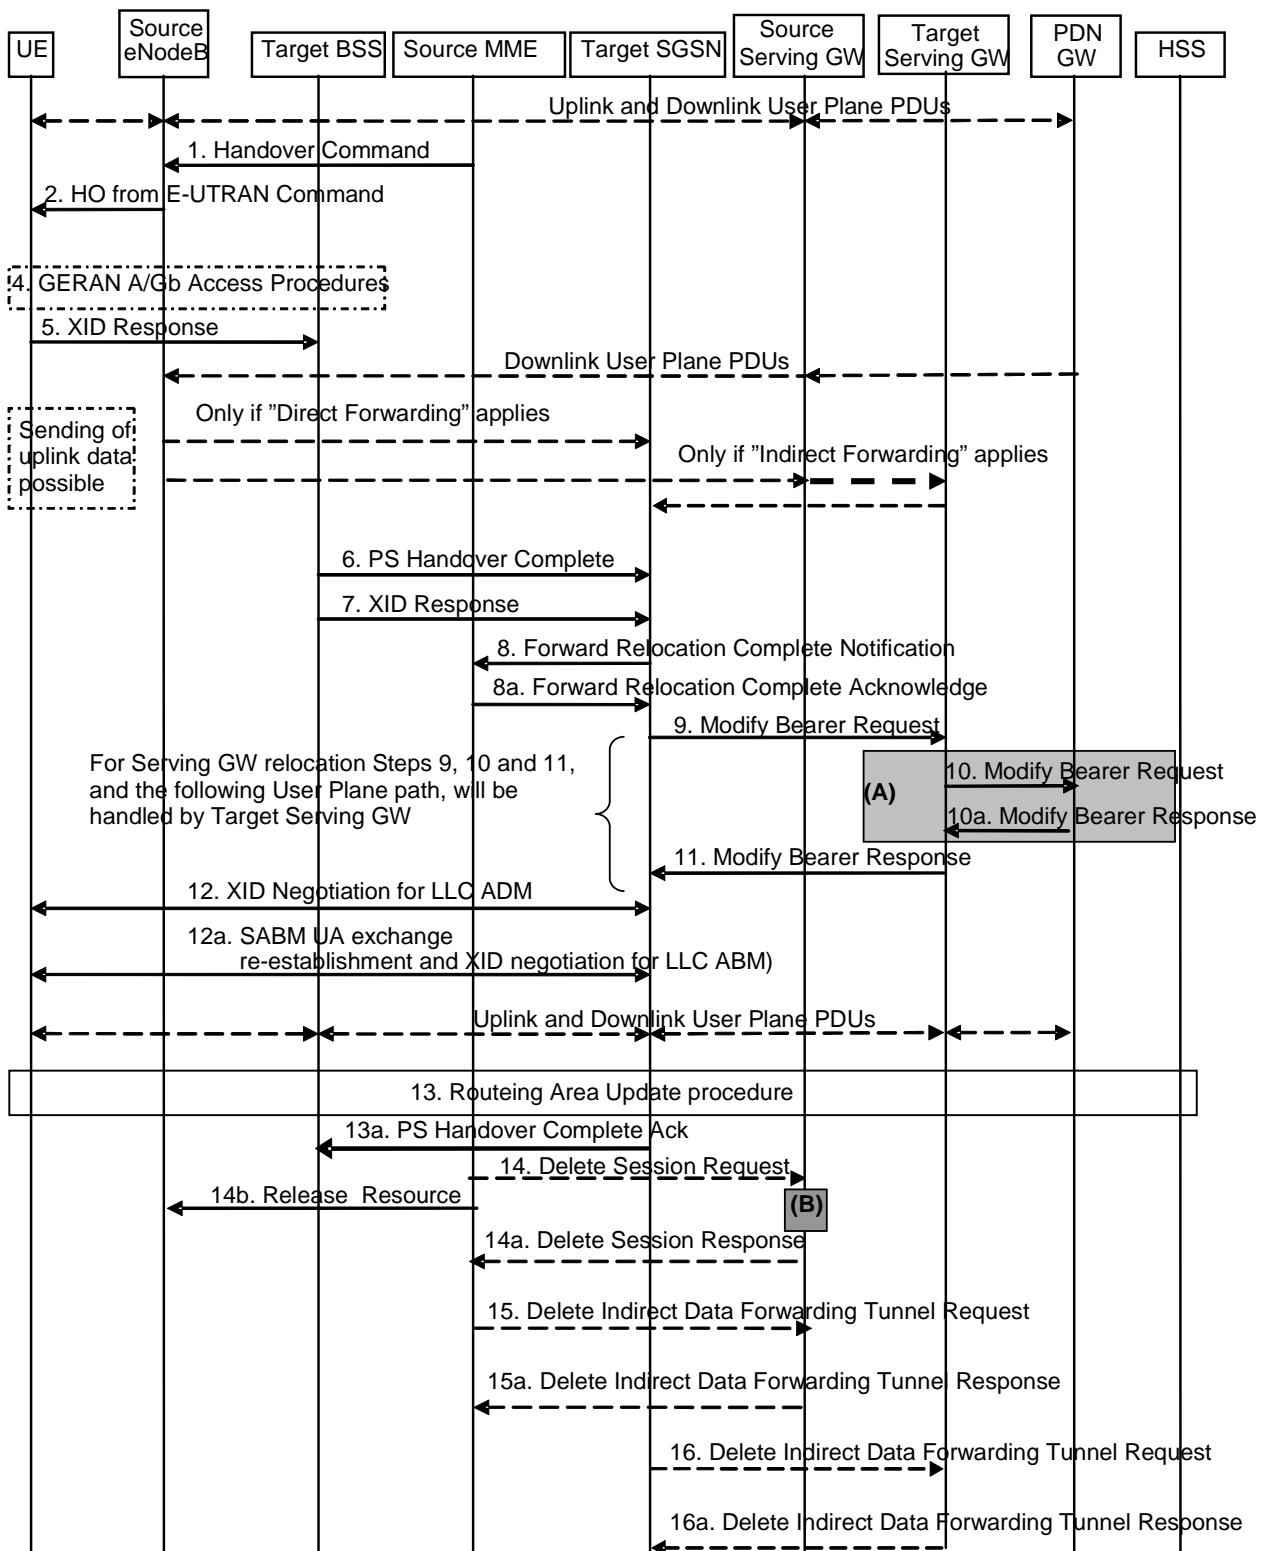 UE
Source
eNodeB
Target BSS
Source MME
Target SGSN
Source
Serving GW
Target
Serving GW
PDN
GW
HSS
Uplink and Downlink User Plane PDUs
1. Handover Command
2. HO from E-UTRAN Command
4. GERAN A/Gb Access Procedures
5. XID Response
Downlink User Plane PDUs
Only if ”Direct Forwarding” applies
Sending of
uplink data
possible
Only if ”Indirect Forwarding” applies
6. PS Handover Complete
7. XID Response
8. Forward Relocation Complete Notification
8a. Forward Relocation Complete Acknowledge
9. Modify Bearer Request
For Serving GW relocation Steps 9, 10 and 11,
and the following User Plane path, will be
handled by Target Serving GW
(A)
10. Modify Bearer Request
10a. Modify Bearer Response
11. Modify Bearer Response
12. XID Negotiation for LLC ADM
12a. SABM UA exchange
re-establishment and XID negotiation for LLC ABM)
Uplink and Downlink User Plane PDUs
13. Routeing Area Update procedure
13a. PS Handover Complete Ack
14. Delete Session Request
14b. Release Resource
(B)
14a. Delete Session Response
15. Delete Indirect Data Forwarding Tunnel Request
15a. Delete Indirect Data Forwarding Tunnel Response
16. Delete Indirect Data Forwarding Tunnel Request
16a. Delete Indirect Data Forwarding Tunnel Response